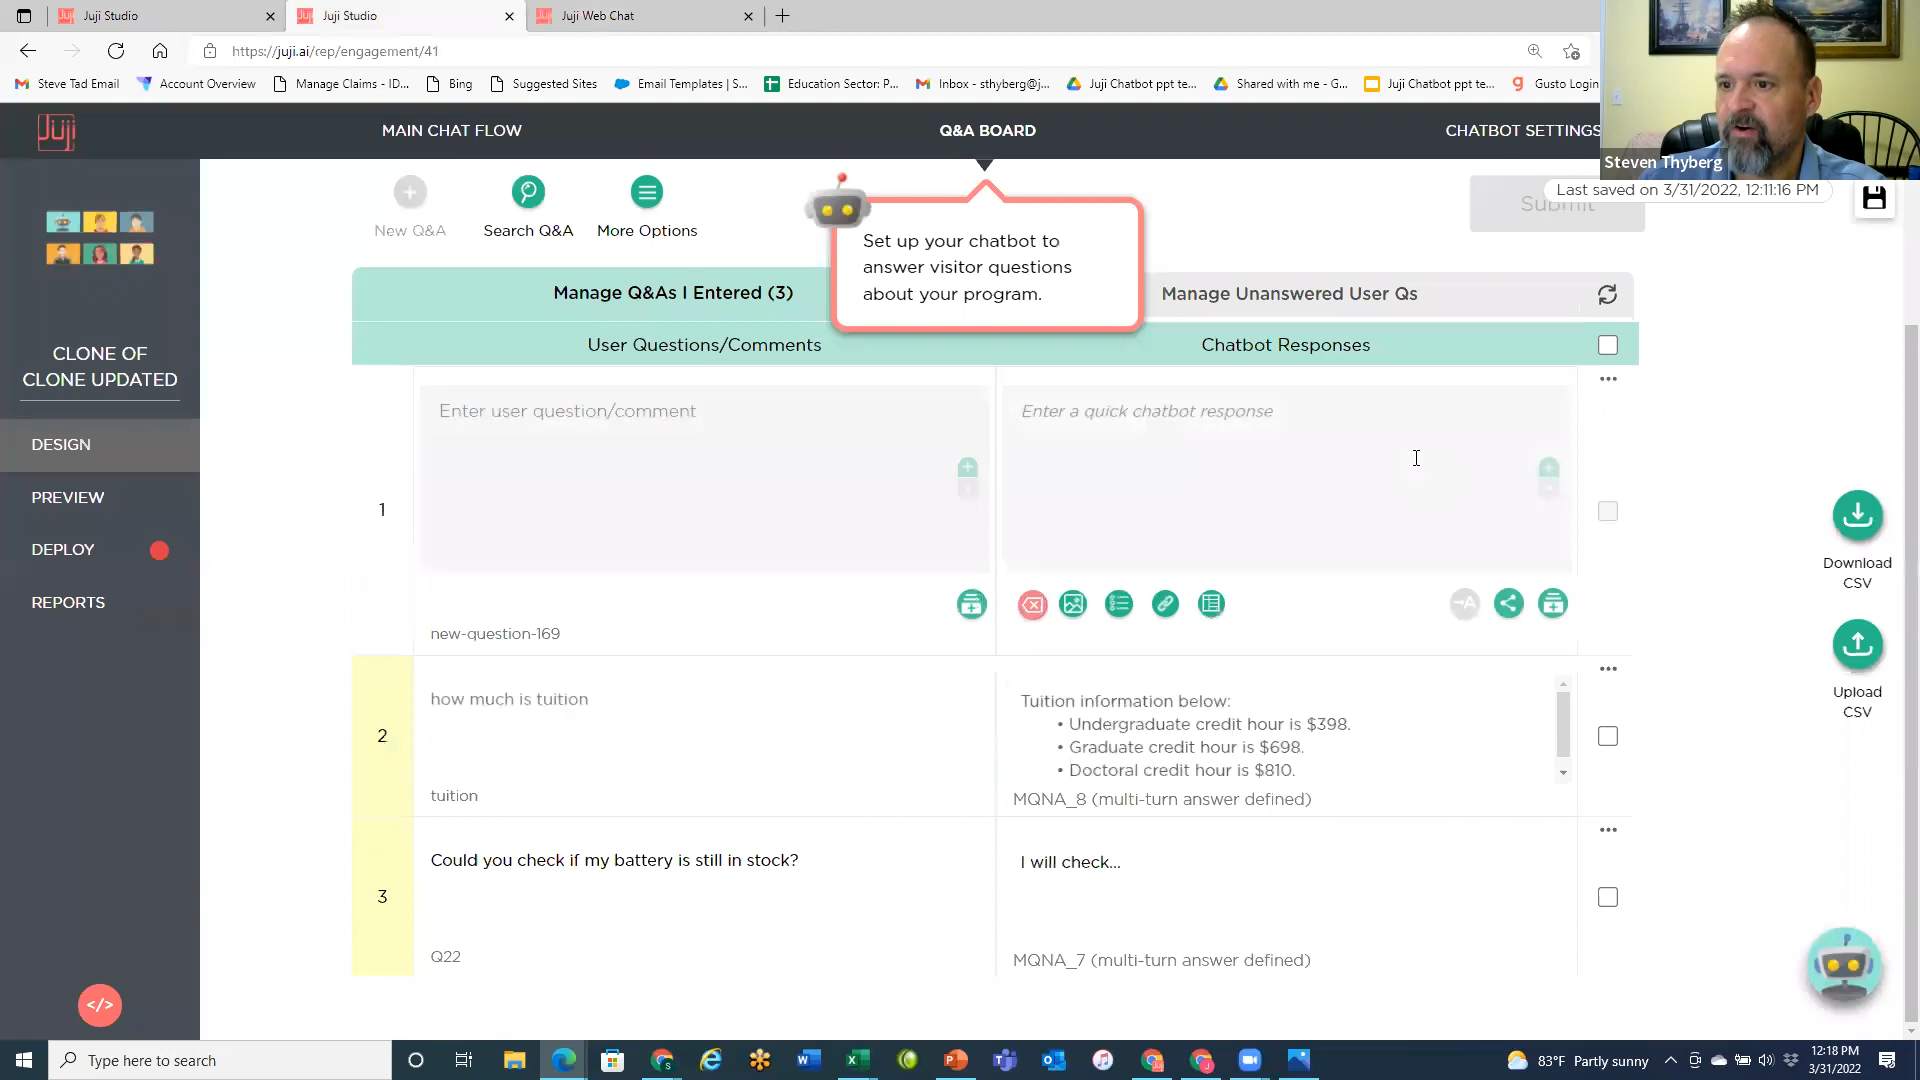 Juji Studio
Juji Studio
Juji Web Chat
https://juji.ai/rep/engagement/41
Steve Tad Email
Account Overview
Manage Claims - ID...
Bing
Suggested Sites
Email Templates | S...
Education Sector: P...
Inbox - sthyberg@j...
Juji Chatbot ppt te...
Shared with me - G...
Juji Chatbot ppt te...
Gusto Login
Juji
MAIN CHAT FLOW
Q&A BOARD
CHATBOT SETTINGS
Steven Thyberg
Last saved on 3/31/2022, 12:11:16 PM
Submit
New Q&A
Search Q&A
More Options
Set up your chatbot to
answer visitor questions
about your program.
Manage Q&As I Entered (3)
Manage Unanswered User Qs
User Questions/Comments
Chatbot Responses
CLONE OF
CLONE UPDATED
DESIGN
PREVIEW
DEPLOY
REPORTS
</>
1
Enter user question/comment
Enter a quick chatbot response
→A
new-question-169
2
how much is tuition
tuition
Tuition information below:
• Undergraduate credit hour is $398.
• Graduate credit hour is $698.
• Doctoral credit hour is $810.
MQNA_8 (multi-turn answer defined)
3
Could you check if my battery is still in stock?
Q22
I will check...
MQNA_7 (multi-turn answer defined)
Download
CSV
Upload
CSV
Type here to search
83°F Partly sunny
12:18 PM
3/31/2022